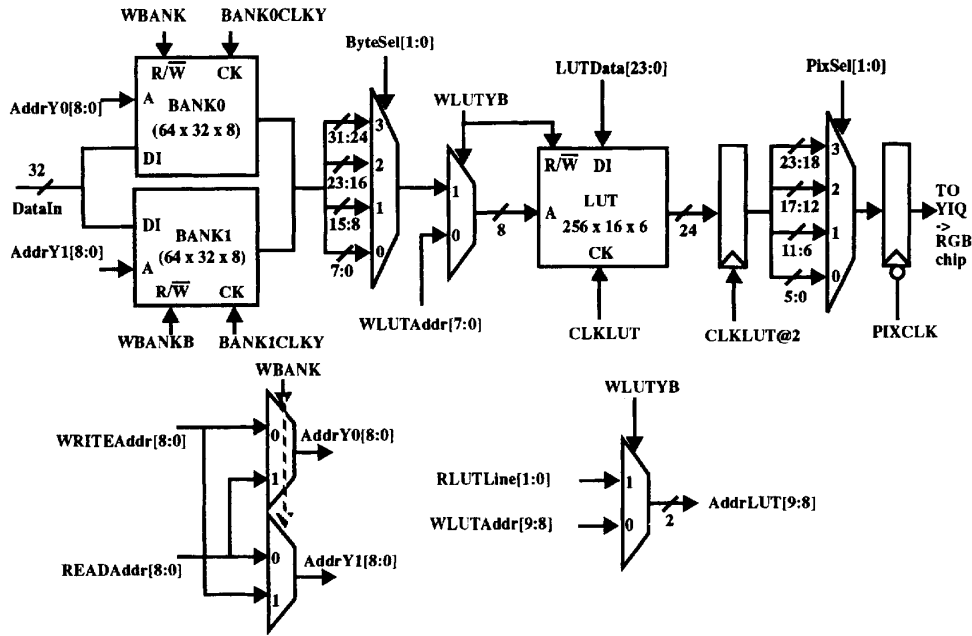 WBANK BANK0CLKY
R/W CK
AddrY0[8:0]
A
BANK0
(64 x 32 x 8)
DI
32
DataIn
DI
BANK1
(64 x 32 x 8)
AddrY1[8:0]
A
R/W CK
WBANKB BANK1CLKY
ByteSel[1:0]
31:24
3
23:16
2
15:8
1
7:0
0
WLUTYB
1
0
WLUTAddr[7:0]
8
LUTData[23:0]
R/W DI
A
LUT
256 x 16 x 6
CK
CLKLUT
24
CLKLUT@2
PixSel[1:0]
23:18
3
17:12
2
11:6
1
5:0
0
PIXCLK
TO
YIQ
->
RGB
chip
WBANK
WRITEAddr[8:0]
0
AddrY0[8:0]
1
READAddr[8:0]
0
AddrY1[8:0]
1
WLUTYB
RLUTLine[1:0]
1
WLUTAddr[9:8]
0
2
AddrLUT[9:8]